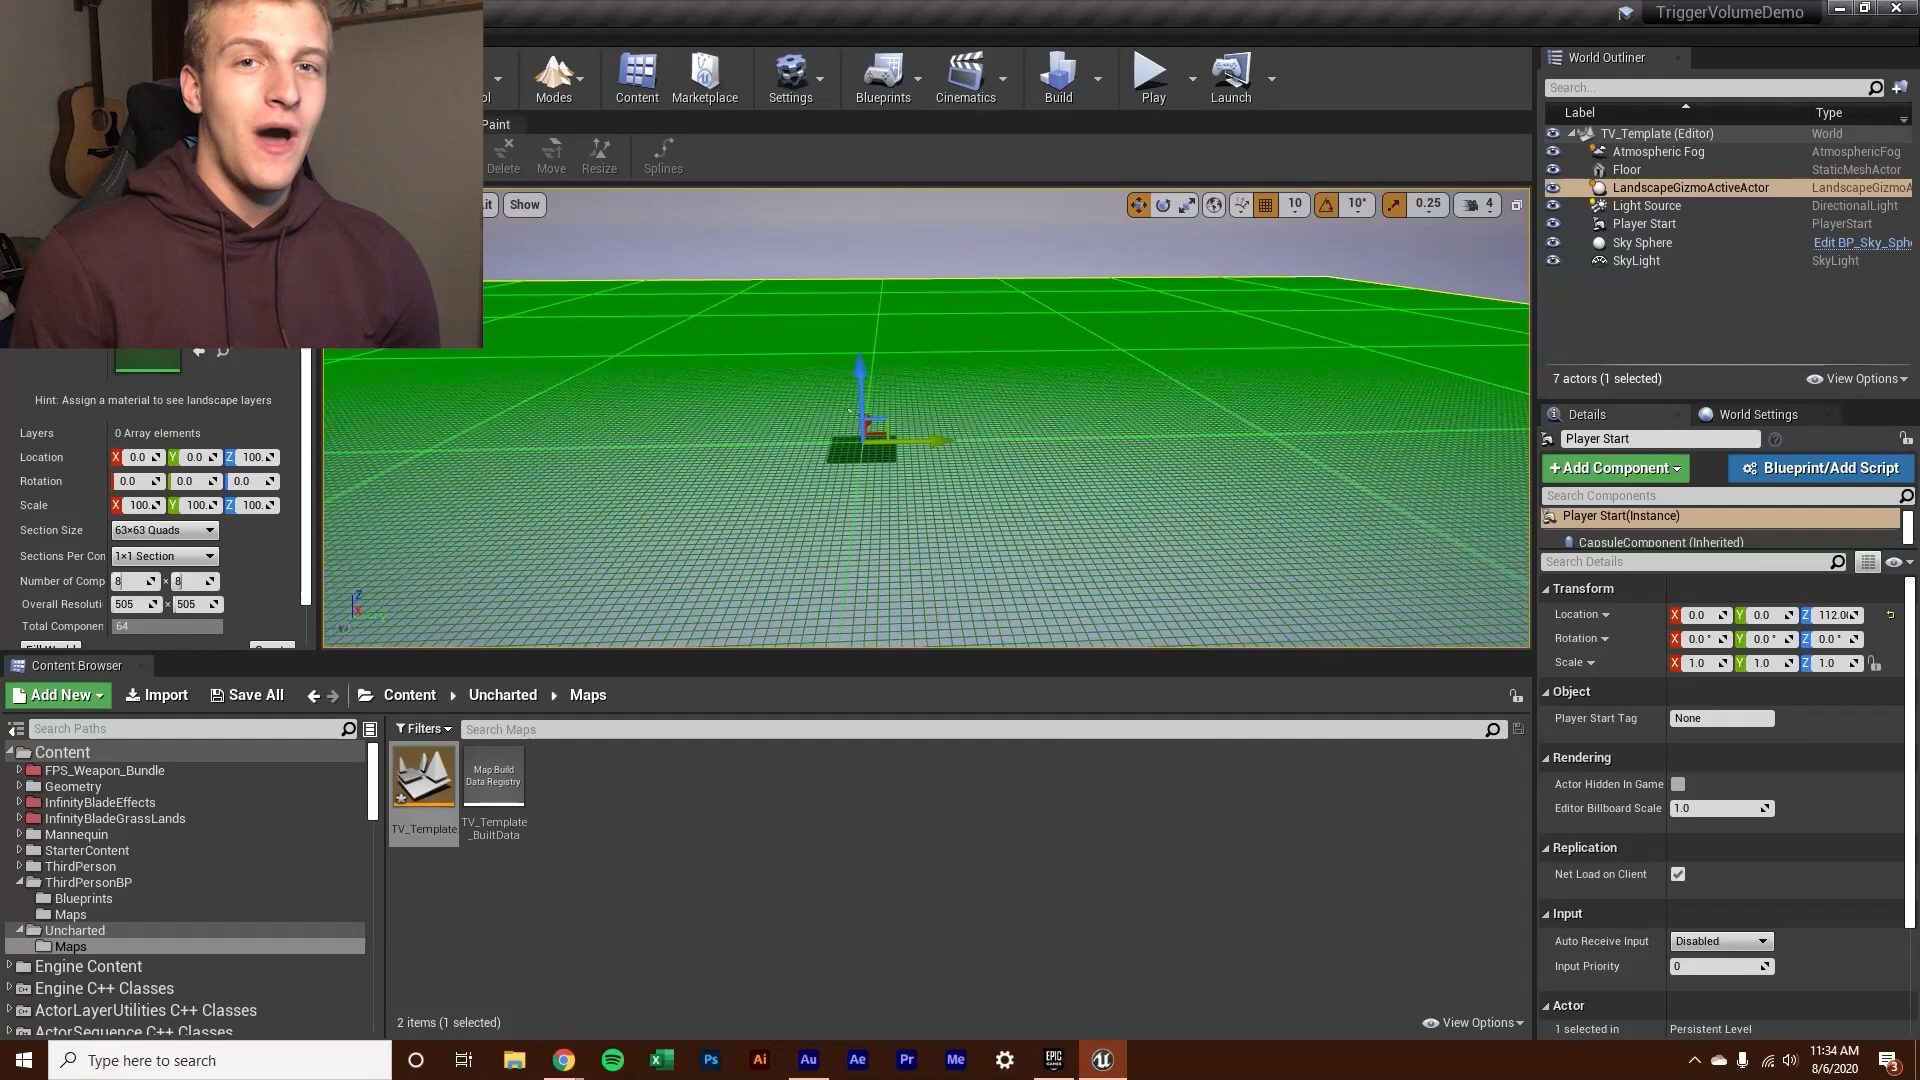 TriggerVolumeDemo
Modes
Content
Marketplace
Settings
Blueprints
Cinematics
Build
Play
Launch
Paint
Delete
Move
Resize
Splines
Show
10
10°
0.25
4
World Outliner
Search...
Label Type
TV_Template (Editor) World
Atmospheric Fog AtmosphericFog
Floor StaticMeshActor
LandscapeGizmoActiveActor LandscapeGizmoA
Light Source DirectionalLight
Player Start PlayerStart
Sky Sphere Edit BP_Sky_Sph
SkyLight SkyLight
7 actors (1 selected) View Options
Details World Settings
Player Start
+Add Component Blueprint/Add Script
Search Components
Player Start(Instance)
CapsuleComponent (Inherited)
Search Details
Transform
Location X 0.0 Y 0.0 Z 112.0
Rotation X 0.0 ° Y 0.0 ° Z 0.0 °
Scale X 1.0 Y 1.0 Z 1.0
Object
Player Start Tag None
Rendering
Actor Hidden In Game
Editor Billboard Scale 1.0
Replication
Net Load on Client
Input
Auto Receive Input Disabled
Input Priority 0
Actor
1 selected in Persistent Level
Hint: Assign a material to see landscape layers
Layers 0 Array elements
Location X 0.0 Y 0.0 Z 100.
Rotation 0.0 0.0 0.0
Scale X 100. Y 100. Z 100.
Section Size 63×63 Quads
Sections Per Con 1×1 Section
Number of Comp 8 × 8
Overall Resoluti 505 × 505
Total Componen 64
Z
X
Content Browser
Add New Import Save All Content Uncharted Maps
Search Paths
Filters Search Maps
Content
FPS_Weapon_Bundle
Geometry
InfinityBladeEffects
InfinityBladeGrassLands
Mannequin
StarterContent
ThirdPerson
ThirdPersonBP
Blueprints
Maps
Uncharted
Maps
Engine Content
Engine C++ Classes
ActorLayerUtilities C++ Classes
ActorSequence C++ Classes
TV_Template
Map Build
Data Registry
TV_Template
_BuiltData
2 items (1 selected) View Options
Type here to search
Ps
Ai
Au
Ae
Pr
Me
EPIC
GAMES
11:34 AM
8/6/2020
3